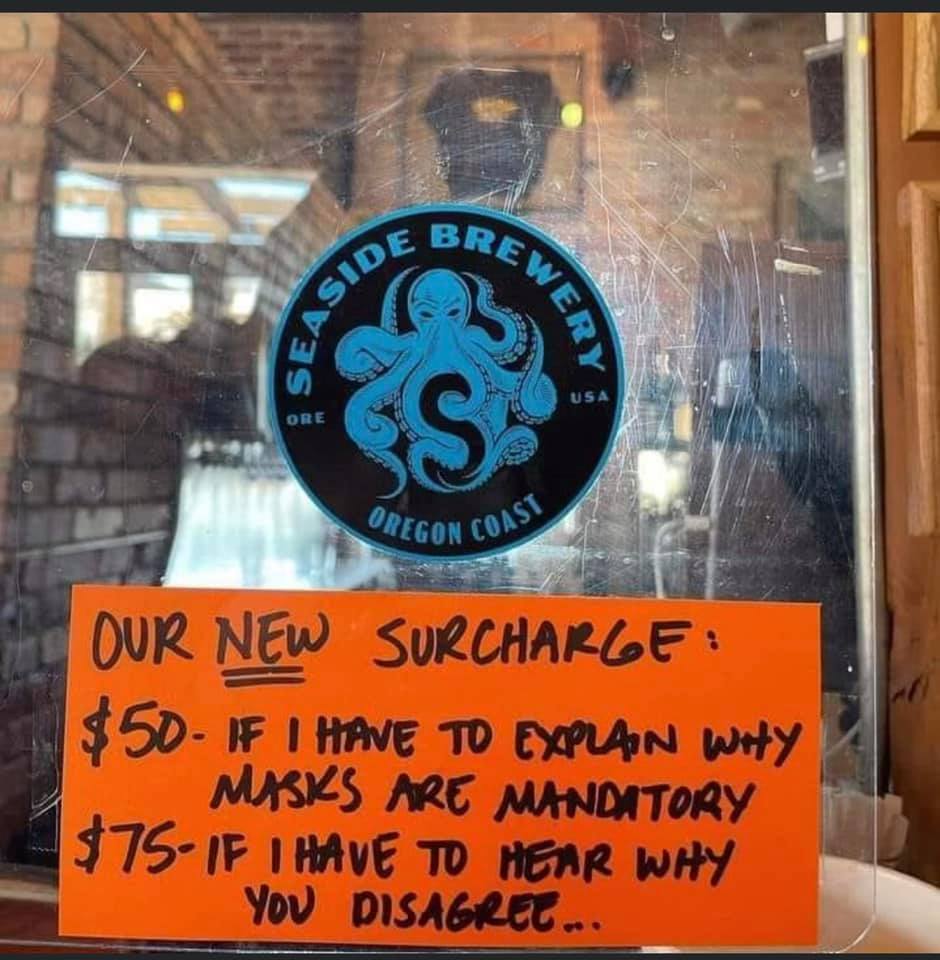 SEASIDE BREWERY
ORE
USA
OREGON COAST
OUR NEW SURCHARGE:
$50- IF I HAVE TO EXPLAIN WHY
MASKS ARE MANDATORY
$75- IF I HAVE TO HEAR WHY
YOU DISAGREE...